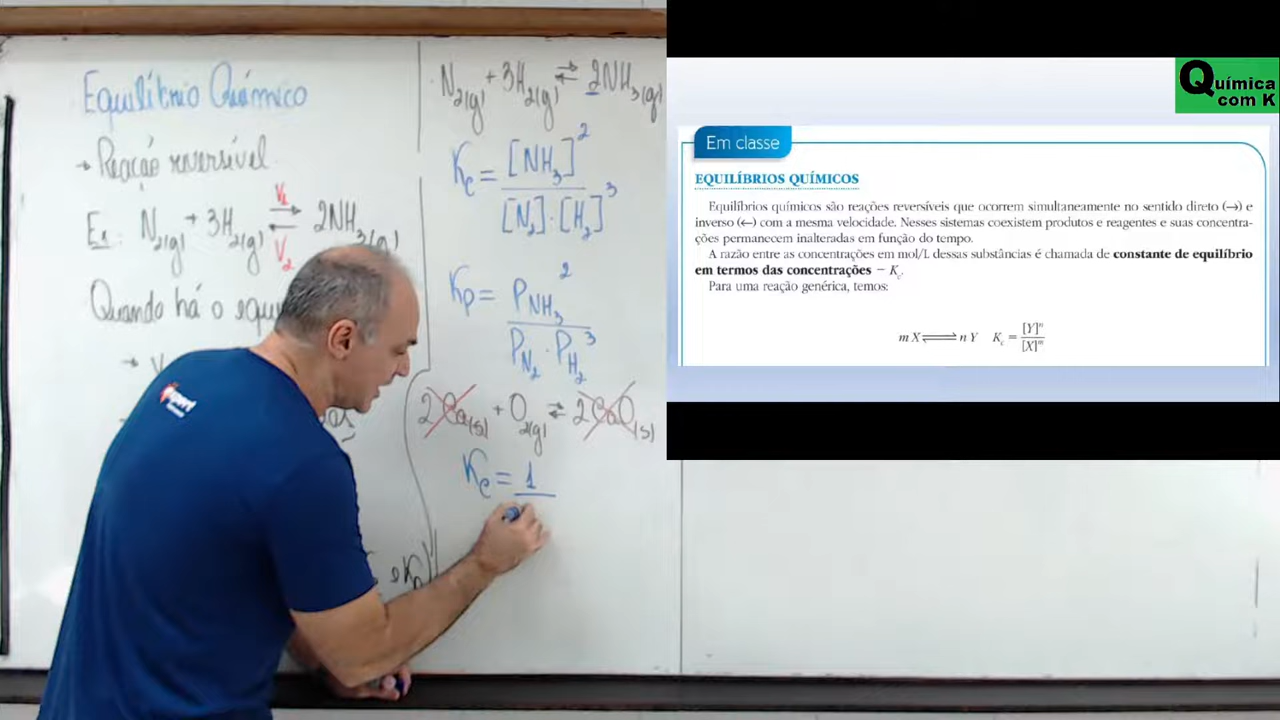 Equilíbrio Químico
→ Reação reversível
Ex: N2(g) + 3H2(g) ⇌ 2NH3(g)
V1
V2
Quando há o equi
→ V
e Kp
N2(g) + 3H2(g) ⇌ 2NH3(g)
Kc = [NH3]²
[N2]·[H2]³
Kp = PNH3²
PN2 · PH2³
2Ca(s) + O2(g) ⇌ 2CaO(s)
Kc = 1
Química
com K
Em classe
EQUILÍBRIOS QUÍMICOS
Equilíbrios químicos são reações reversíveis que ocorrem simultaneamente no sentido direto (→) e
inverso (←) com a mesma velocidade. Nesses sistemas coexistem produtos e reagentes e suas concentra-
ções permanecem inalteradas em função do tempo.
A razão entre as concentrações em mol/L dessas substâncias é chamada de constante de equilíbrio
em termos das concentrações − Kc.
Para uma reação genérica, temos:
m X ⇌ n Y Kc = [Y]ⁿ
[X]ᵐ